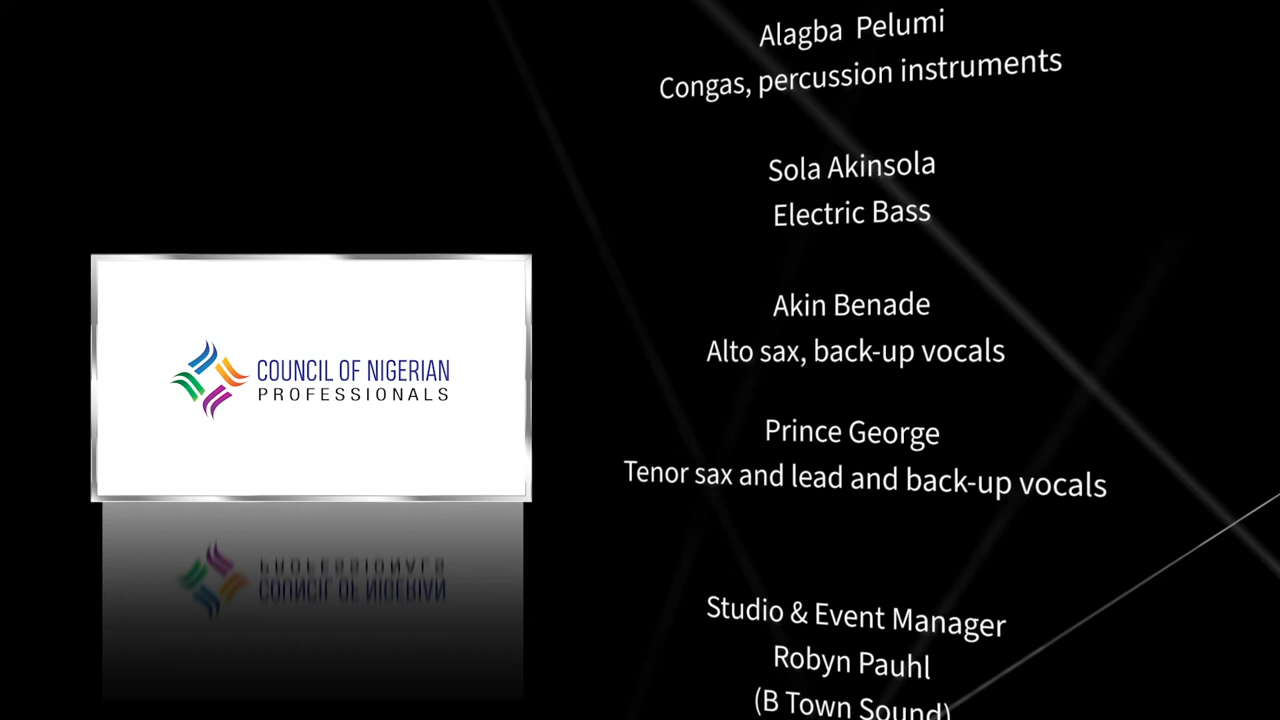 COUNCIL OF NIGERIAN
PROFESSIONALS
Alagba Pelumi
Congas, percussion instruments
Sola Akinsola
Electric Bass
Akin Benade
Alto sax, back-up vocals
Prince George
Tenor sax and lead and back-up vocals
Studio & Event Manager
Robyn Pauhl
(B Town Sound)